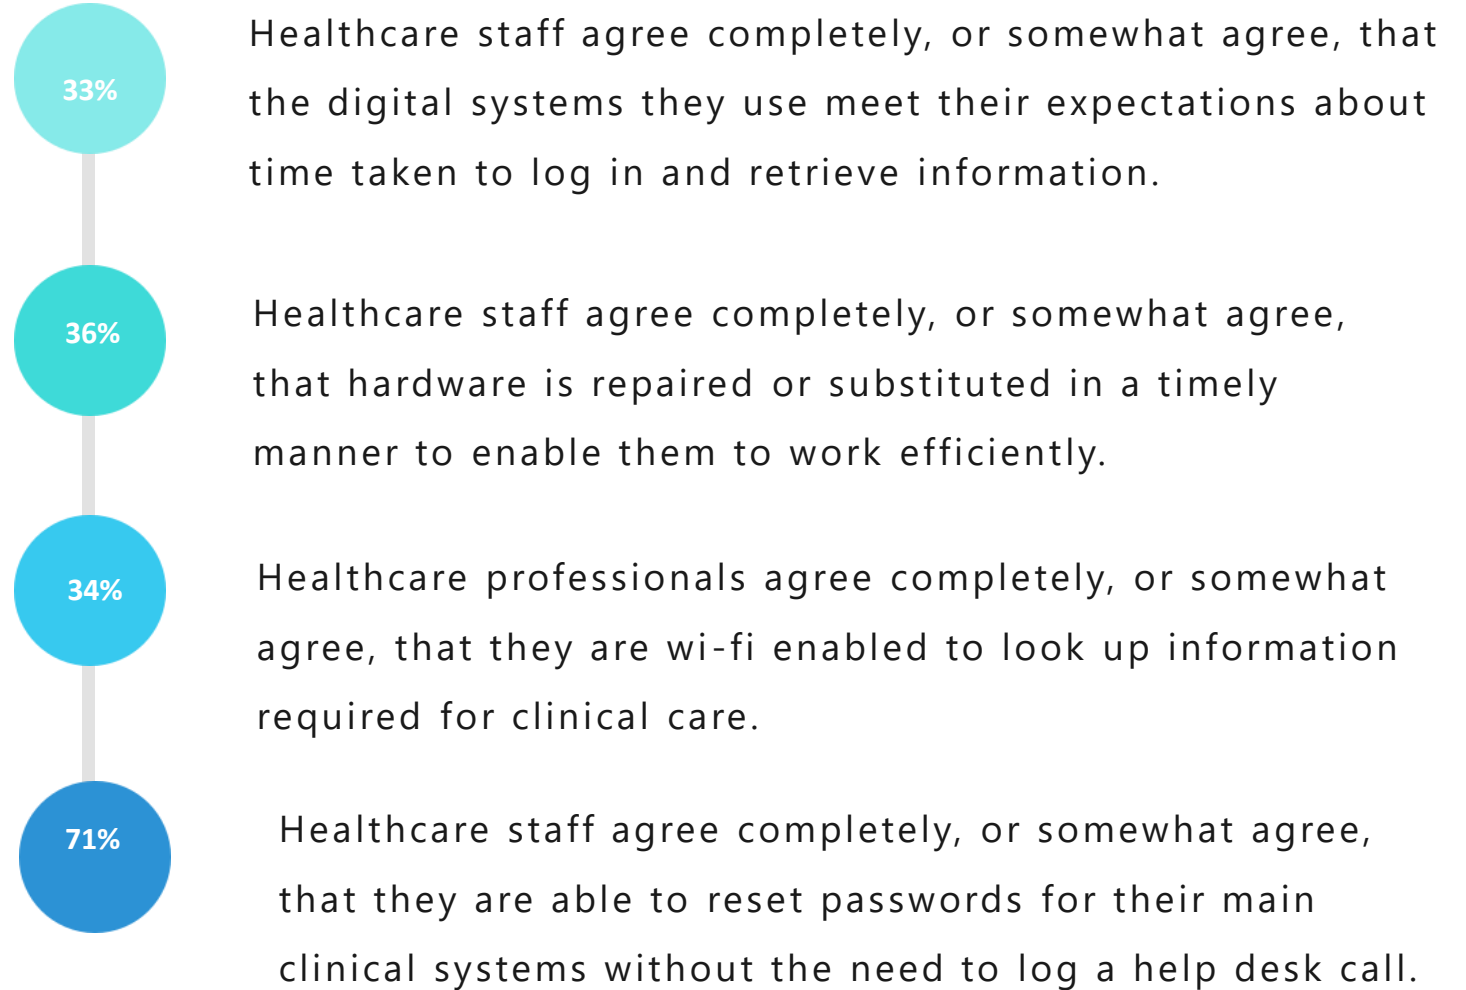 33%
Healthcare staff agree completely, or somewhat agree, that
the digital systems they use meet their expectations about
time taken to log in and retrieve information.
36%
Healthcare staff agree completely, or somewhat agree,
that hardware is repaired or substituted in a timely
manner to enable them to work efficiently.
34%
Healthcare professionals agree completely, or somewhat
agree, that they are wi-fi enabled to look up information
required for clinical care.
71%
Healthcare staff agree completely, or somewhat agree,
that they are able to reset passwords for their main
clinical systems without the need to log a help desk call.